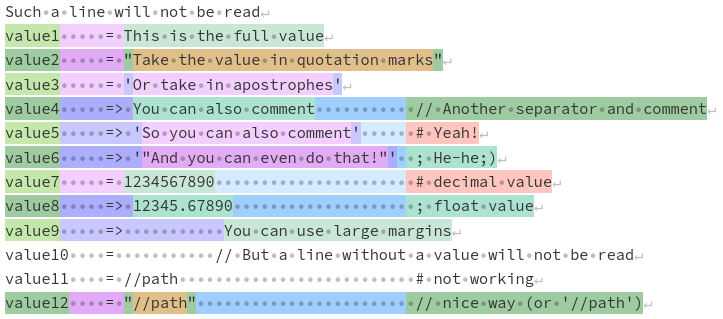 Such a line will not be read
value1     = This is the full value
value2     = "Take the value in quotation marks"
value3     = 'Or take in apostrophes'
value4     => You can also comment           // Another separator and comment
value5     => 'So you can also comment'      # Yeah!
value6     => '"And you can even do that!"'  ; He-he;)
value7     = 1234567890                      # decimal value
value8     => 12345.67890                    ; float value
value9     =>           You can use large margins
value10    =           // But a line without a value will not be read
value11    = //path                          # not working
value12    = "//path"                        // nice way (or '//path')